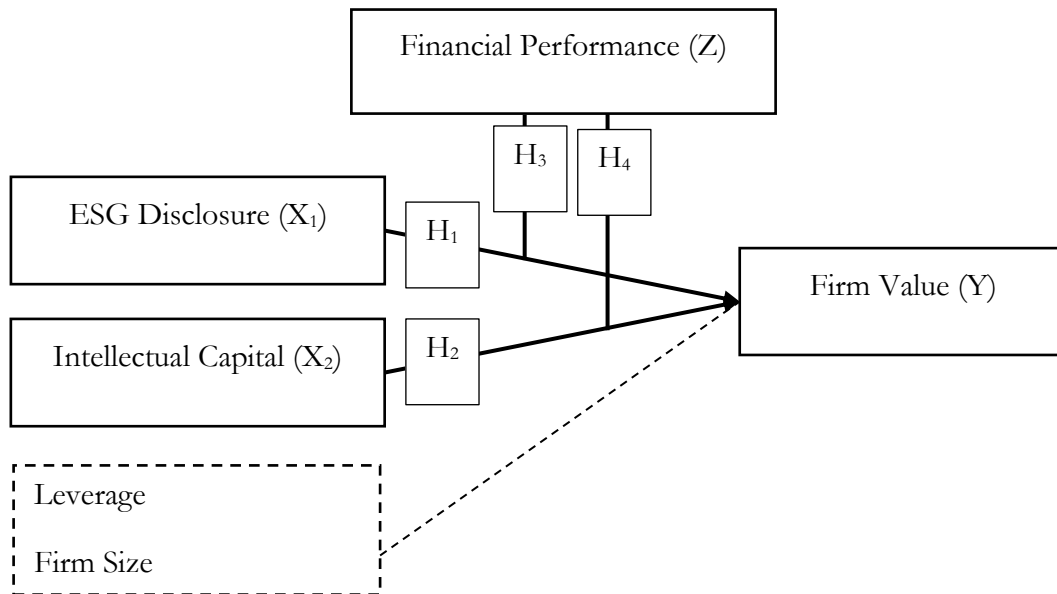 Financial Performance (Z)
H₃
H₄
ESG Disclosure (X₁)
H₁
Firm Value (Y)
Intellectual Capital (X₂)
H₂
Leverage
Firm Size